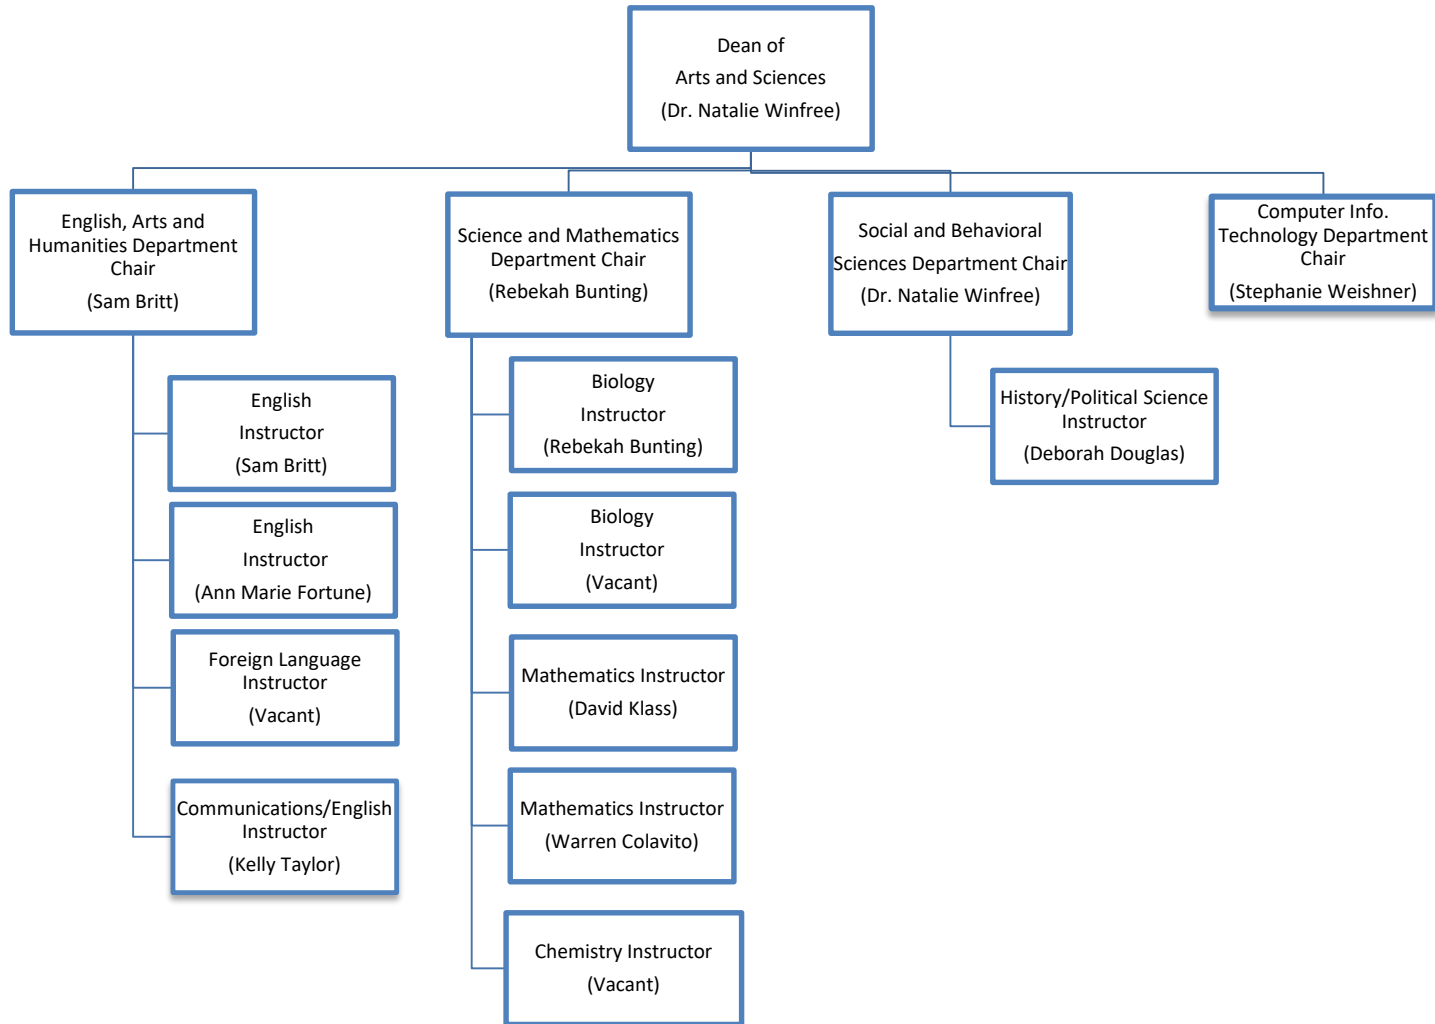 Dean of
Arts and Sciences
(Dr. Natalie Winfree)
English, Arts and
Humanities Department
Chair
(Sam Britt)
Science and Mathematics
Department Chair
(Rebekah Bunting)
Social and Behavioral
Sciences Department Chair
(Dr. Natalie Winfree)
Computer Info.
Technology Department
Chair
(Stephanie Weishner)
English
Instructor
(Sam Britt)
English
Instructor
(Ann Marie Fortune)
Foreign Language
Instructor
(Vacant)
Communications/English
Instructor
(Kelly Taylor)
Biology
Instructor
(Rebekah Bunting)
Biology
Instructor
(Vacant)
Mathematics Instructor
(David Klass)
Mathematics Instructor
(Warren Colavito)
Chemistry Instructor
(Vacant)
History/Political Science
Instructor
(Deborah Douglas)